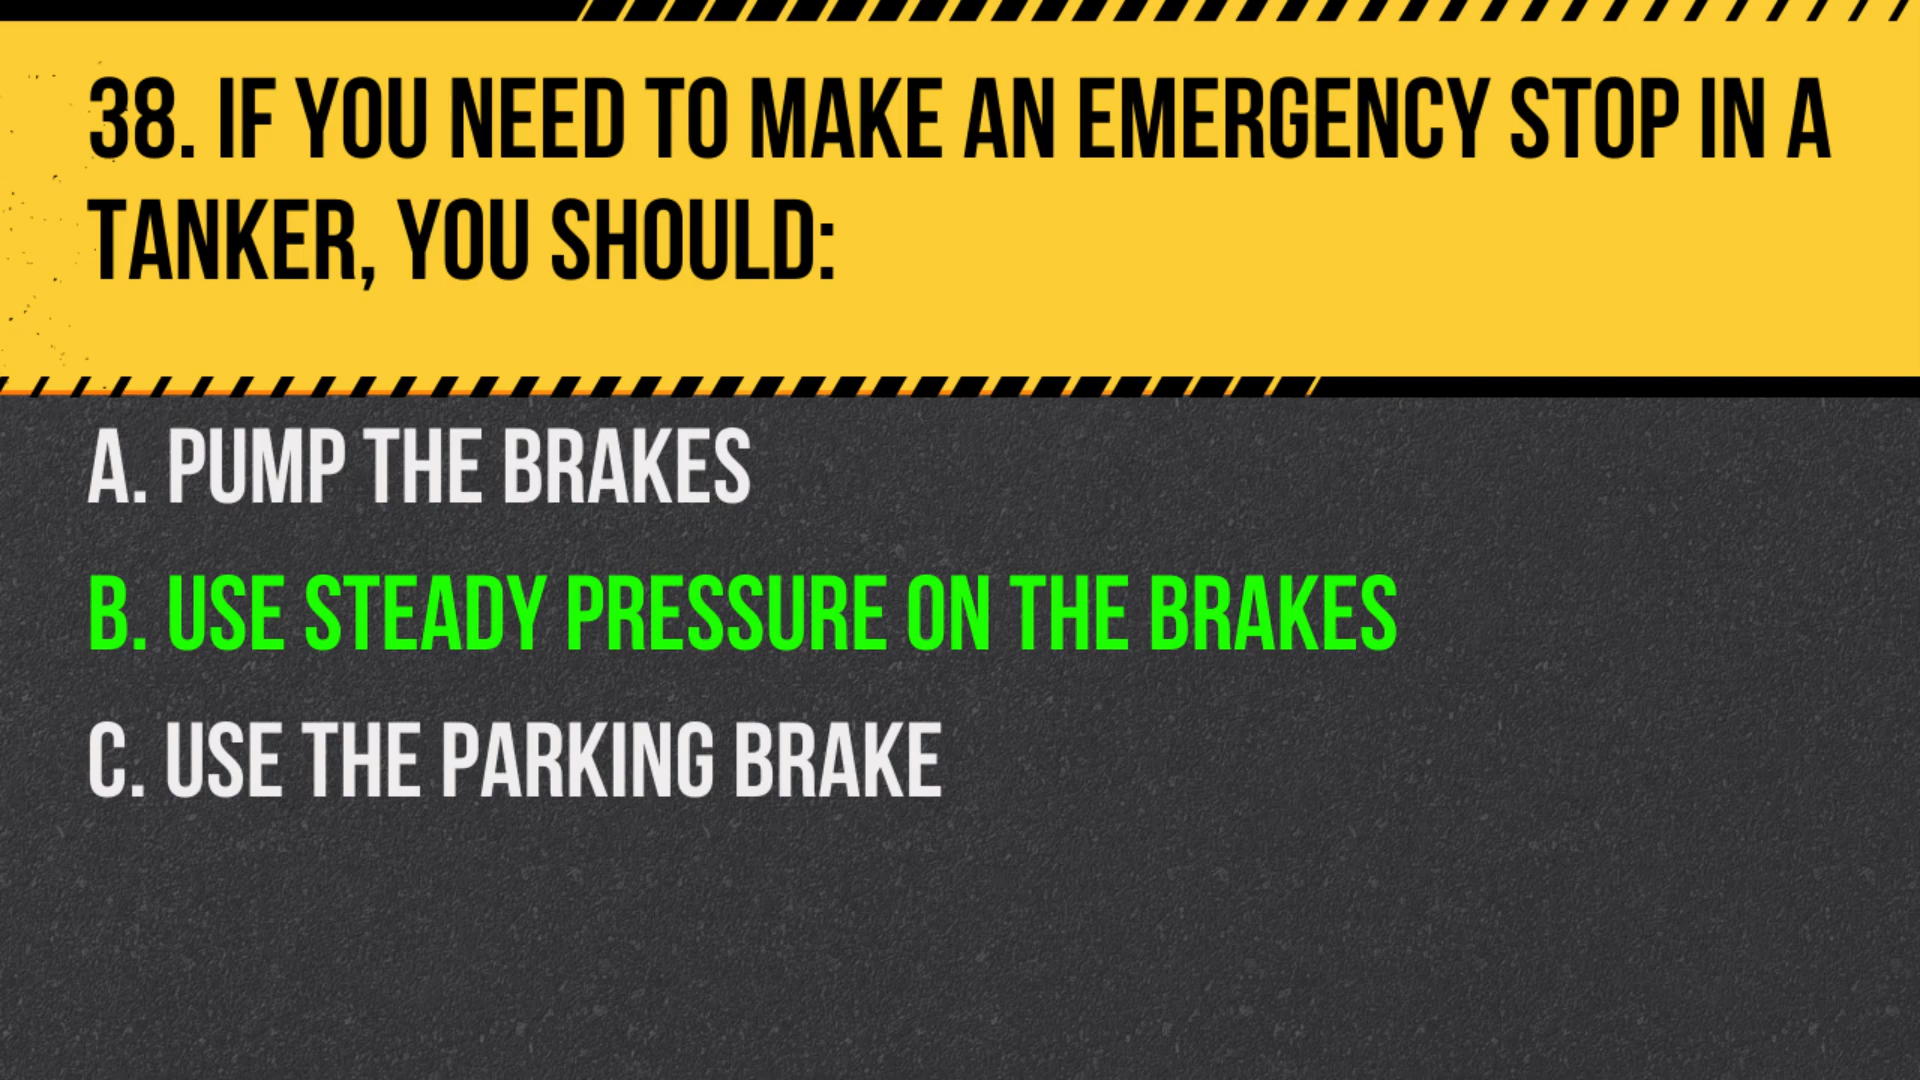 38. IF YOU NEED TO MAKE AN EMERGENCY STOP IN A
TANKER, YOU SHOULD:
A. PUMP THE BRAKES
B. USE STEADY PRESSURE ON THE BRAKES
C. USE THE PARKING BRAKE